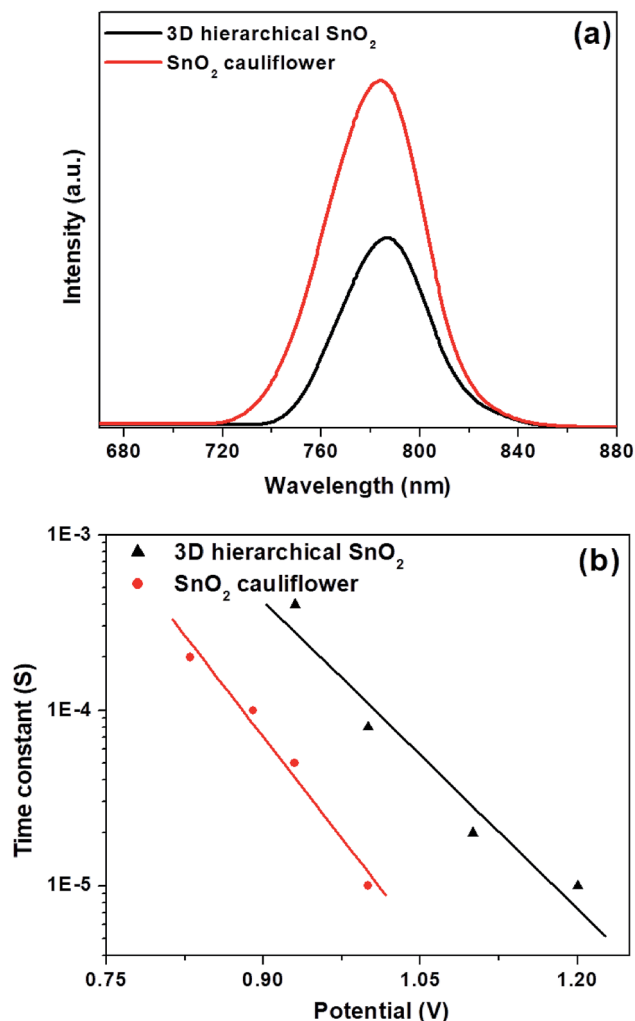 3D hierarchical SnO₂
SnO₂ cauliflower
(a)
Intensity (a.u.)
680 720 760 800 840 880
Wavelength (nm)
3D hierarchical SnO₂
SnO₂ cauliflower
(b)
1E-3
1E-4
1E-5
Time constant (S)
0.75 0.90 1.05 1.20
Potential (V)